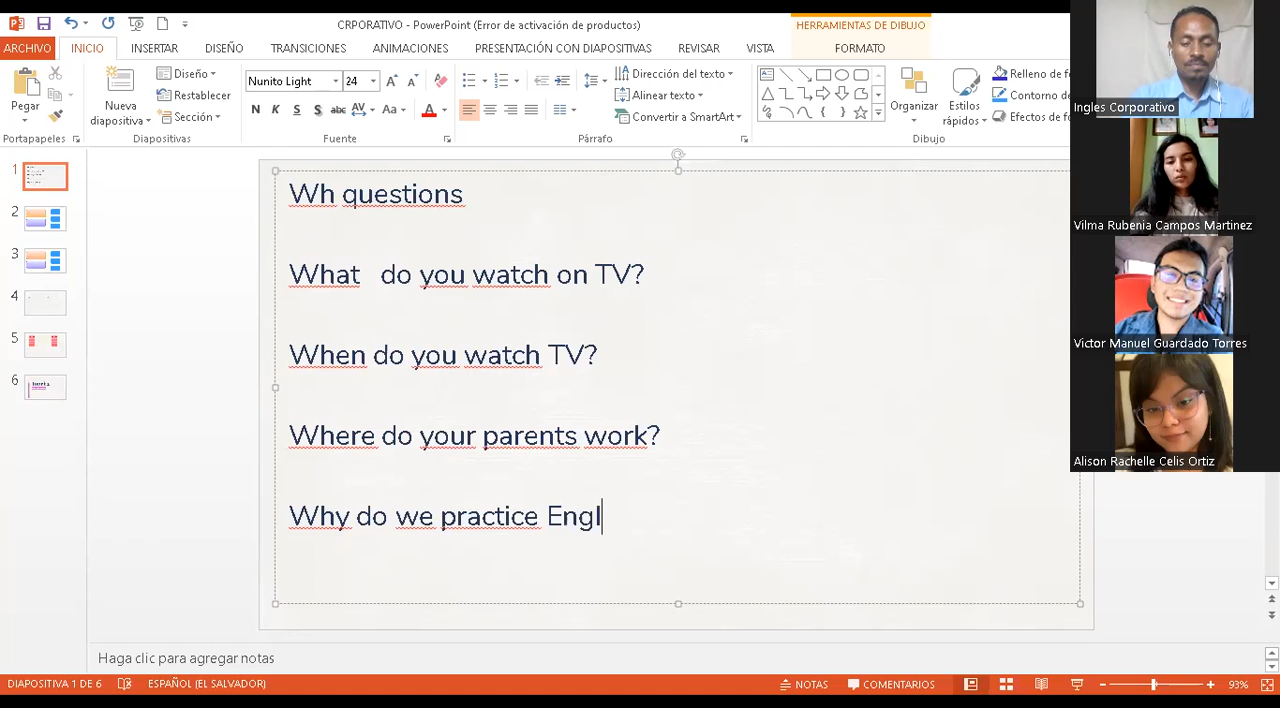 CRPORATIVO - PowerPoint (Error de activación de productos)
HERRAMIENTAS DE DIBUJO
ARCHIVO INICIO INSERTAR DISEÑO TRANSICIONES ANIMACIONES PRESENTACIÓN CON DIAPOSITIVAS REVISAR VISTA FORMATO
Pegar
Nueva diapositiva
Diseño
Restablecer
Sección
Nunito Light 24
N K S S abc AV Aa A
Dirección del texto
Alinear texto
Convertir a SmartArt
Organizar
Estilos rápidos
Relleno de f
Contorno de
Efectos de fo
Portapapeles Diapositivas Fuente Párrafo Dibujo
Ingles Corporativo
Vilma Rubenia Campos Martinez
Victor Manuel Guardado Torres
Alison Rachelle Celis Ortiz
1
2
3
4
5
6
Wh questions
What do you watch on TV?
When do you watch TV?
Where do your parents work?
Why do we practice Engl
Haga clic para agregar notas
DIAPOSITIVA 1 DE 6 ESPAÑOL (EL SALVADOR) NOTAS COMENTARIOS 93%